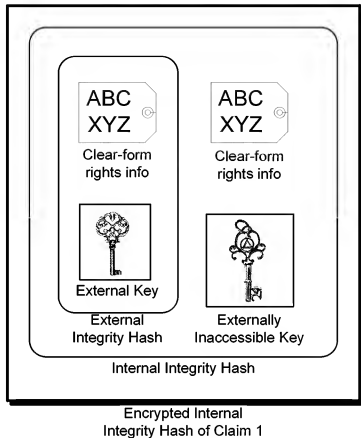 ABC
XYZ
Clear-form
rights info
ABC
XYZ
Clear-form
rights info
External Key
External
Integrity Hash
Externally
Inaccessible Key
Internal Integrity Hash
Encrypted Internal
Integrity Hash of Claim 1